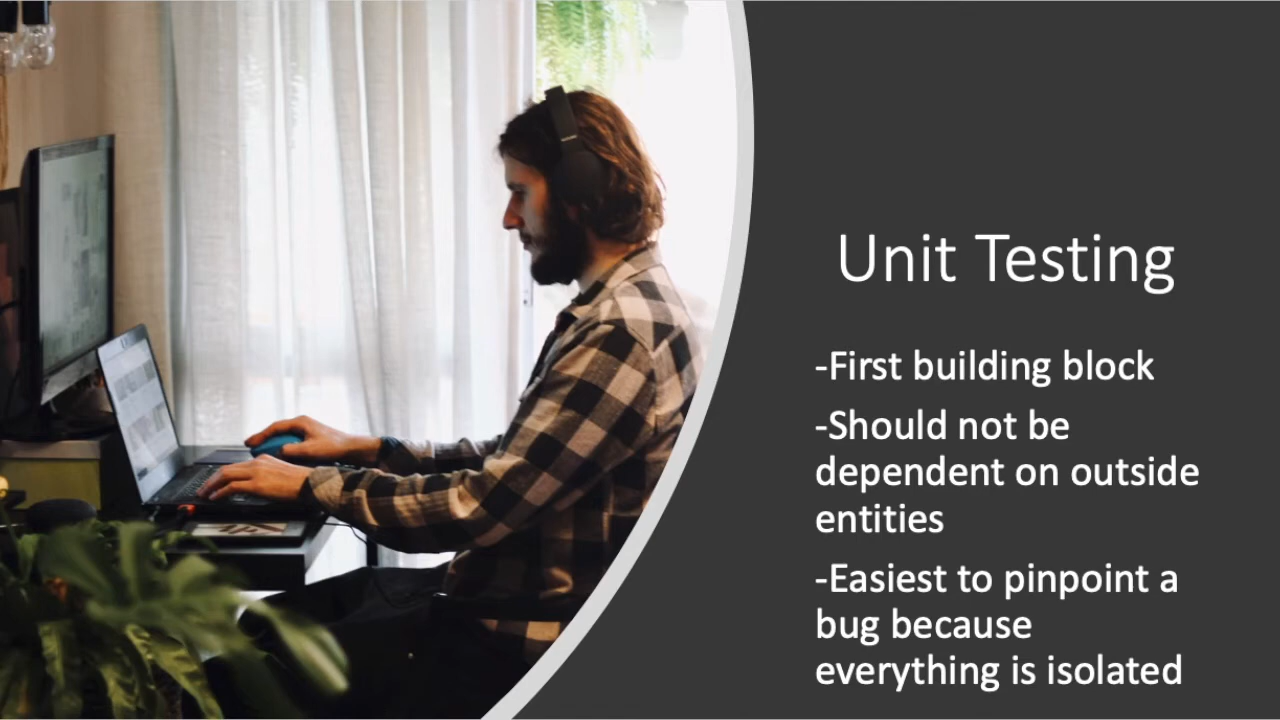 Unit Testing
-First building block
-Should not be
dependent on outside
entities
-Easiest to pinpoint a
bug because
everything is isolated